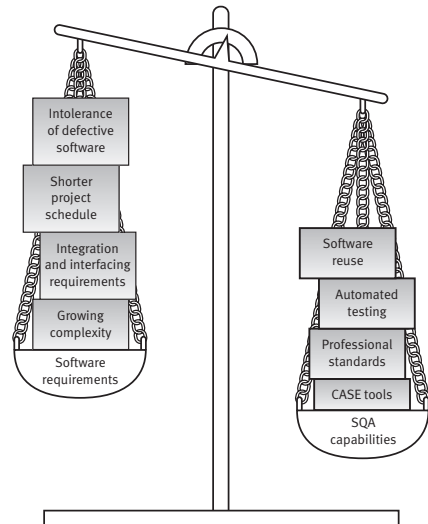 Intolerance
of defective
software
Shorter
project
schedule
Integration
and interfacing
requirements
Growing
complexity
Software
requirements
Software
reuse
Automated
testing
Professional
standards
CASE tools
SQA
capabilities